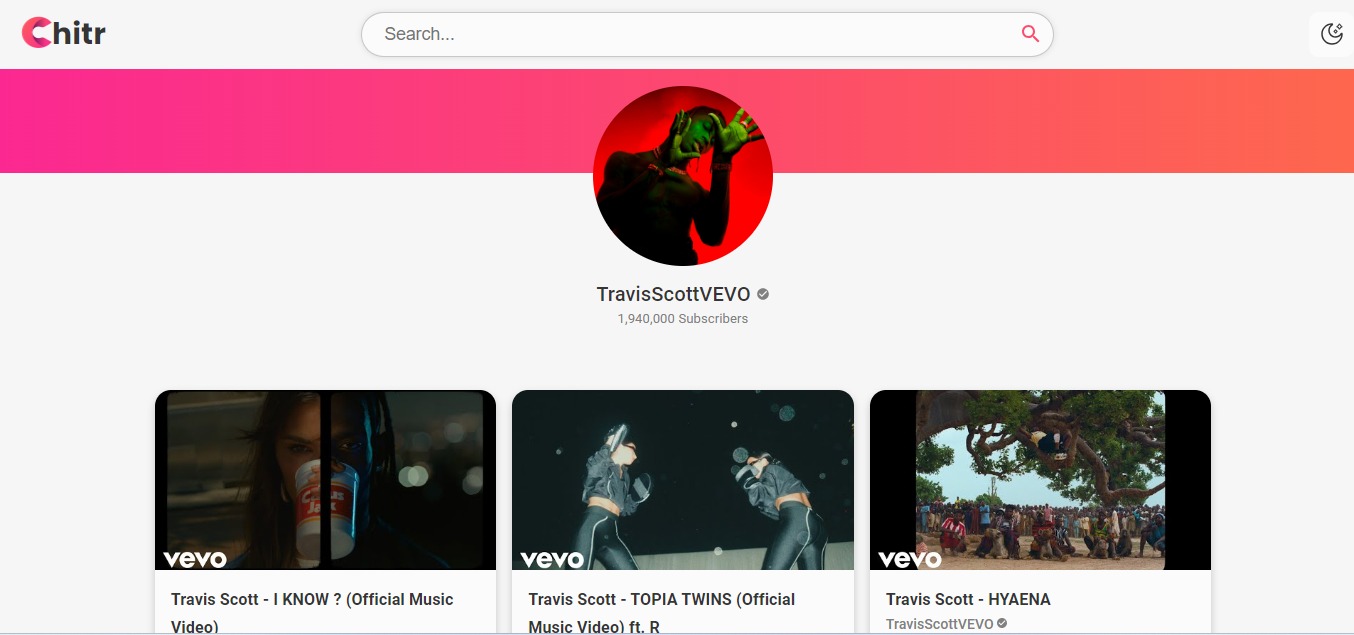 Chitr
Search...
TravisScottVEVO
1,940,000 Subscribers
vevo
vevo
vevo
Travis Scott - I KNOW ? (Official Music
Video)
Travis Scott - TOPIA TWINS (Official
Music Video) ft. R
Travis Scott - HYAENA
TravisScottVEVO